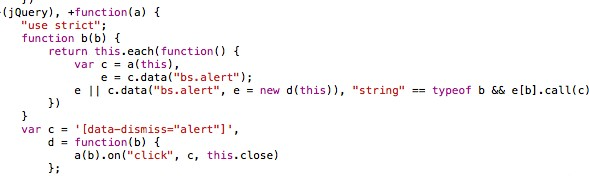 (jQuery), +function(a) {
"use strict";
function b(b) {
return this.each(function() {
var c = a(this),
e = c.data("bs.alert");
e || c.data("bs.alert", e = new d(this)), "string" == typeof b && e[b].call(c)
})
}
var c = '[data-dismiss="alert"]',
d = function(b) {
a(b).on("click", c, this.close)
};